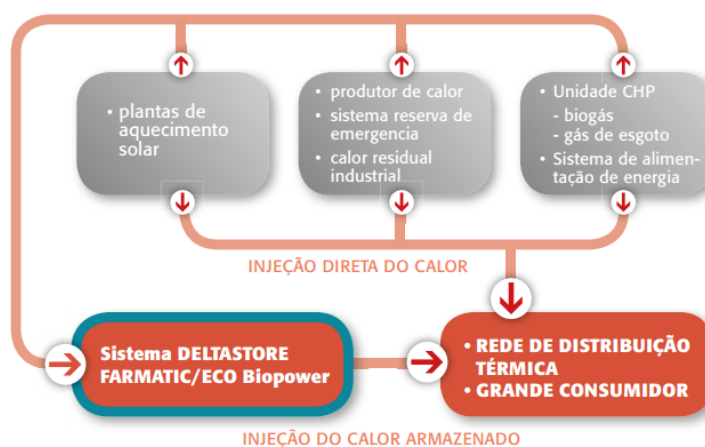 • plantas de
aquecimento
solar
• produtor de calor
• sistema reserva de
emergencia
• calor residual
industrial
• Unidade CHP
- biogás
- gás de esgoto
• Sistema de alimen-
tação de energia
INJEÇÃO DIRETA DO CALOR
Sistema DELTASTORE
FARMATIC/ECO Biopower
• REDE DE DISTRIBUIÇÃO
TÉRMICA
• GRANDE CONSUMIDOR
INJEÇÃO DO CALOR ARMAZENADO